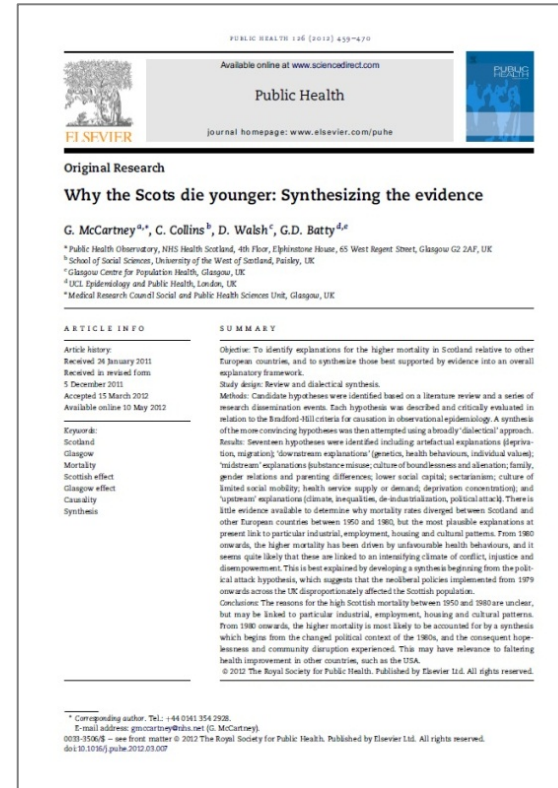 PUBLIC HEALTH 126 (2012) 459–470
Available online at www.sciencedirect.com
Public Health
journal homepage: www.elsevier.com/puhe
ELSEVIER
PUBLIC
HEALTH
Original Research
Why the Scots die younger: Synthesizing the evidence
G. McCartney a,*, C. Collins b, D. Walsh c, G.D. Batty d,e
a Public Health Observatory, NHS Health Scotland, 4th Floor, Elphinstone House, 65 West Regent Street, Glasgow G2 2AF, UK
b School of Social Sciences, University of the West of Scotland, Paisley, UK
c Glasgow Centre for Population Health, Glasgow, UK
d UCL Epidemiology and Public Health, London, UK
e Medical Research Council Social and Public Health Sciences Unit, Glasgow, UK
ARTICLE INFO
Article history:
Received 24 January 2011
Received in revised form
5 December 2011
Accepted 15 March 2012
Available online 10 May 2012
Keywords:
Scotland
Glasgow
Mortality
Scottish effect
Glasgow effect
Causality
Synthesis
SUMMARY
Objective: To identify explanations for the higher mortality in Scotland relative to other
European countries, and to synthesize those best supported by evidence into an overall
explanatory framework.
Study design: Review and dialectical synthesis.
Methods: Candidate hypotheses were identified based on a literature review and a series of
research dissemination events. Each hypothesis was described and critically evaluated in
relation to the Bradford-Hill criteria for causation in observational epidemiology. A synthesis
of the more convincing hypotheses was then attempted using a broadly 'dialectical' approach.
Results: Seventeen hypotheses were identified including artefactual explanations (depriva-
tion, migration); 'downstream explanations' (genetics, health behaviours, individual values);
'midstream' explanations (substance misuse; culture of boundlessness and alienation; family,
gender relations and parenting differences; lower social capital; sectarianism; culture of
limited social mobility; health service supply or demand; deprivation concentration); and
'upstream' explanations (climate, inequalities, de-industrialization, political attack). There is
little evidence available to determine why mortality rates diverged between Scotland and
other European countries between 1950 and 1980, but the most plausible explanations at
present link to particular industrial, employment, housing and cultural patterns. From 1980
onwards, the higher mortality has been driven by unfavourable health behaviours, and it
seems quite likely that these are linked to an intensifying climate of conflict, injustice and
disempowerment. This is best explained by developing a synthesis beginning from the polit-
ical attack hypothesis, which suggests that the neoliberal policies implemented from 1979
onwards across the UK disproportionately affected the Scottish population.
Conclusions: The reasons for the high Scottish mortality between 1950 and 1980 are unclear,
but may be linked to particular industrial, employment, housing and cultural patterns.
From 1980 onwards, the higher mortality is most likely to be accounted for by a synthesis
which begins from the changed political context of the 1980s, and the consequent hope-
lessness and community disruption experienced. This may have relevance to faltering
health improvement in other countries, such as the USA.
© 2012 The Royal Society for Public Health. Published by Elsevier Ltd. All rights reserved.
* Corresponding author. Tel.: +44 0141 354 2928.
E-mail address: gmccartney@nhs.net (G. McCartney).
0033-3506/$ – see front matter © 2012 The Royal Society for Public Health. Published by Elsevier Ltd. All rights reserved.
doi:10.1016/j.puhe.2012.03.007